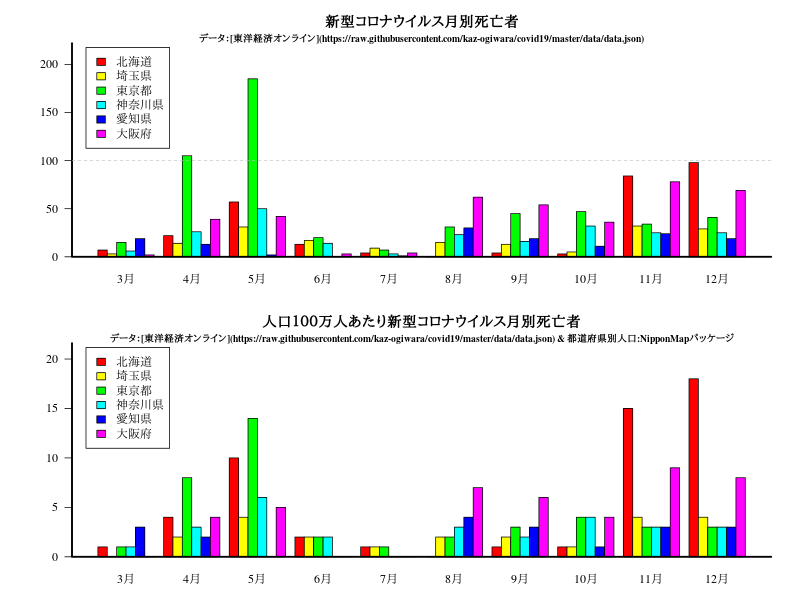 新型コロナウイルス月別死亡者
データ:[東洋経済オンライン](https://raw.githubusercontent.com/kaz-ogiwara/covid19/master/data/data.json)
北海道
埼玉県
東京都
神奈川県
愛知県
大阪府
200
150
100
50
0
3月 4月 5月 6月 7月 8月 9月 10月 11月 12月
人口100万人あたり新型コロナウイルス月別死亡者
データ:[東洋経済オンライン](https://raw.githubusercontent.com/kaz-ogiwara/covid19/master/data/data.json) & 都道府県別人口:NipponMapパッケージ
北海道
埼玉県
東京都
神奈川県
愛知県
大阪府
20
15
10
5
0
3月 4月 5月 6月 7月 8月 9月 10月 11月 12月